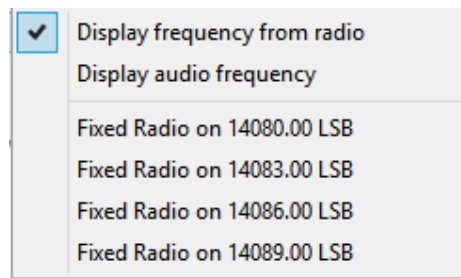 Display frequency from radio
Display audio frequency
Fixed Radio on 14080.00 LSB
Fixed Radio on 14083.00 LSB
Fixed Radio on 14086.00 LSB
Fixed Radio on 14089.00 LSB